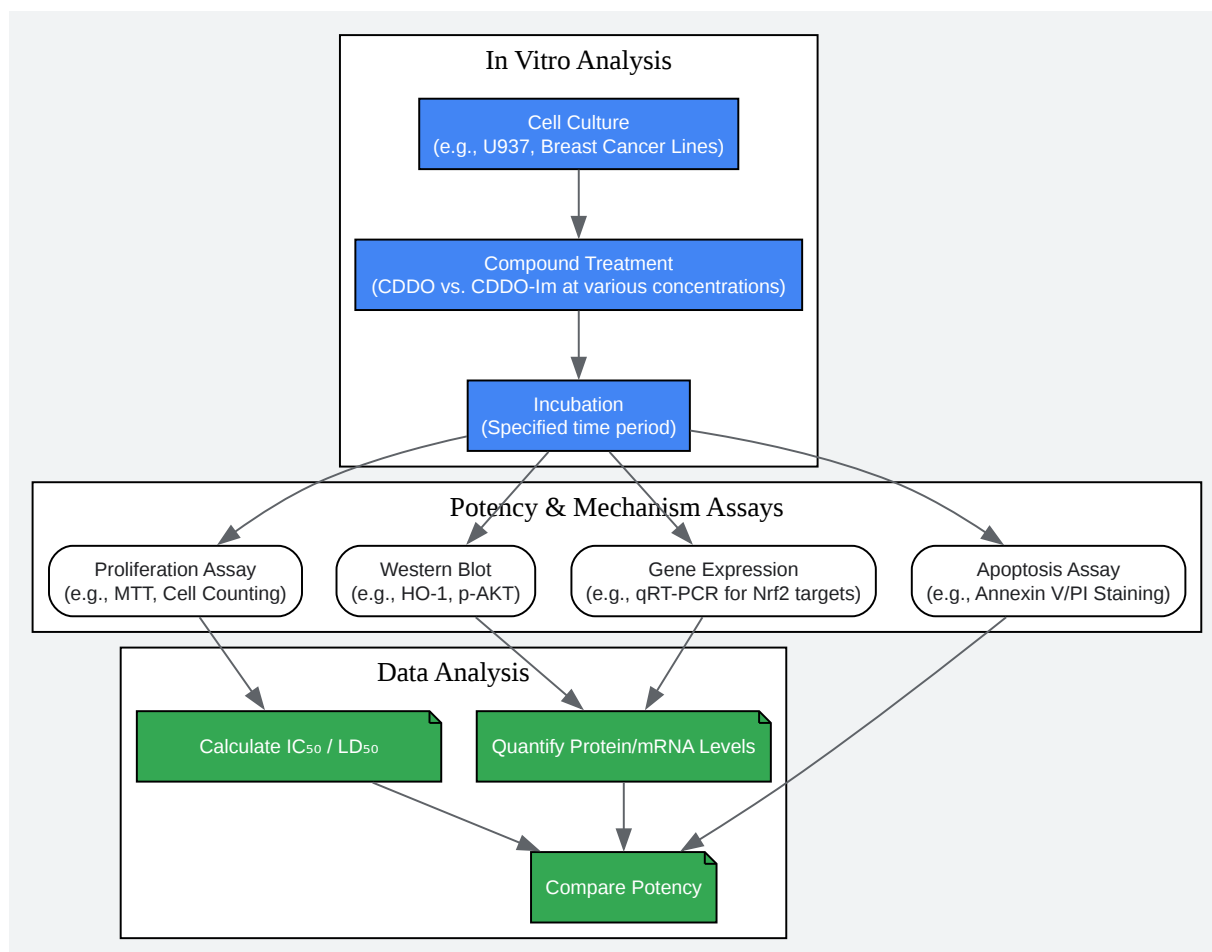 In Vitro Analysis
Cell Culture
(e.g., U937, Breast Cancer Lines)
Compound Treatment
(CDDO vs. CDDO-Im at various concentrations)
Incubation
(Specified time period)
Potency & Mechanism Assays
Proliferation Assay
(e.g., MTT, Cell Counting)
Western Blot
(e.g., HO-1, p-AKT)
Gene Expression
(e.g., qRT-PCR for Nrf2 targets)
Apoptosis Assay
(e.g., Annexin V/PI Staining)
Data Analysis
Calculate IC₅₀ / LD₅₀
Quantify Protein/mRNA Levels
Compare Potency